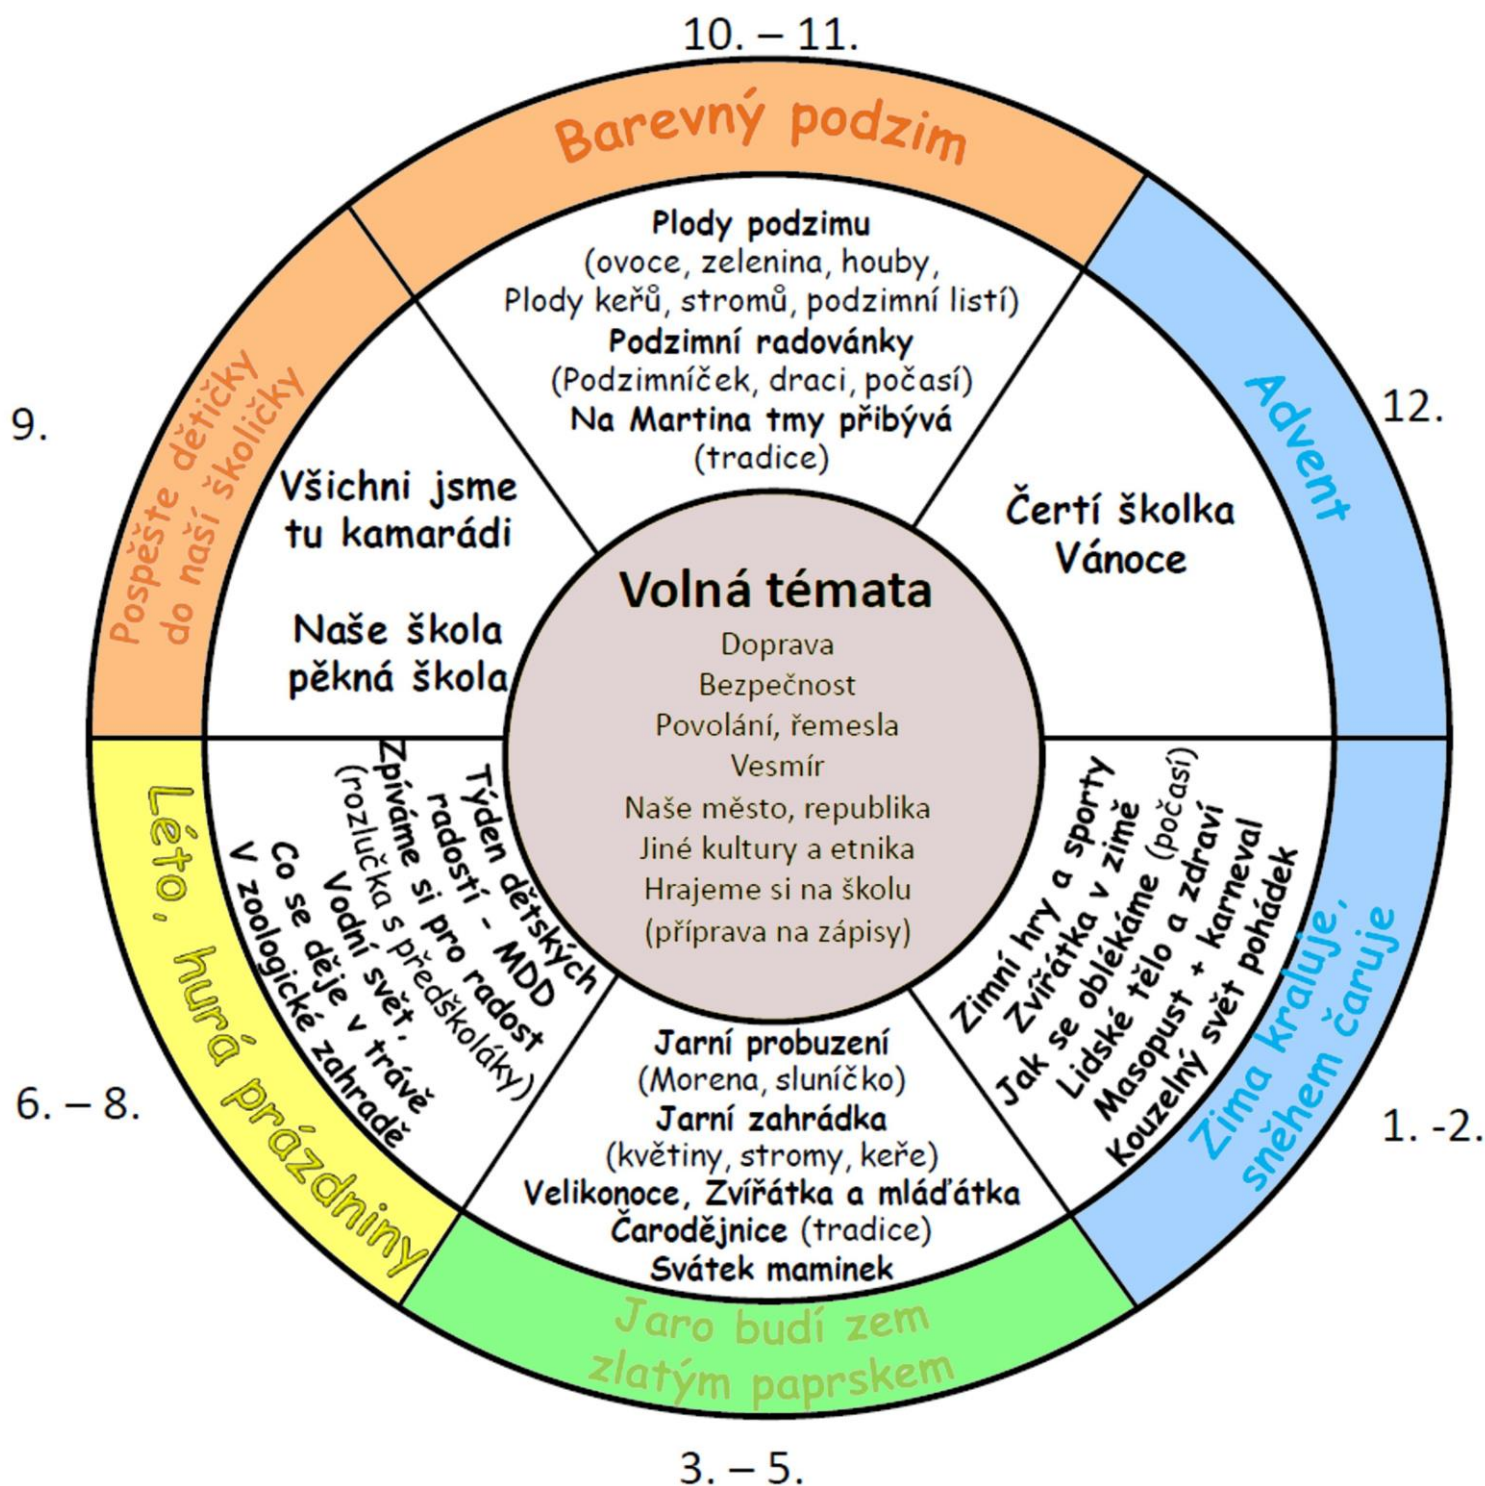 10. – 11.
Barevný podzim
Plody podzimu
(ovoce, zelenina, houby,
Plody keřů, stromů, podzimní listí)
Podzimní radovánky
(Podzimníček, draci, počasí)
Na Martina tmy přibývá
(tradice)
12.
Advent
Čertí školka
Vánoce
1. -2.
Zima kraluje,
sněhem čaruje
Zimní hry a sporty
Zvířátka v zimě
Jak se oblékáme (počasí)
Lidské tělo a zdraví
Masopust + karneval
Kouzelný svět pohádek
3. – 5.
Jaro budí zem
zlatým paprskem
Jarní probuzení
(Morena, sluníčko)
Jarní zahrádka
(květiny, stromy, keře)
Velikonoce, Zvířátka a mláďátka
Čarodějnice (tradice)
Svátek maminek
6. – 8.
Léto, hurá prázdniny
Týden dětských
radostí - MDD
Zpíváme si pro radost
(rozlučka s předškoláky)
Vodní svět,
Co se děje v trávě
V zoologické zahradě
9.
Pospěšte dětičky
do naší školičky
Všichni jsme
tu kamarádi
Naše škola
pěkná škola
Volná témata
Doprava
Bezpečnost
Povolání, řemesla
Vesmír
Naše město, republika
Jiné kultury a etnika
Hrajeme si na školu
(příprava na zápisy)